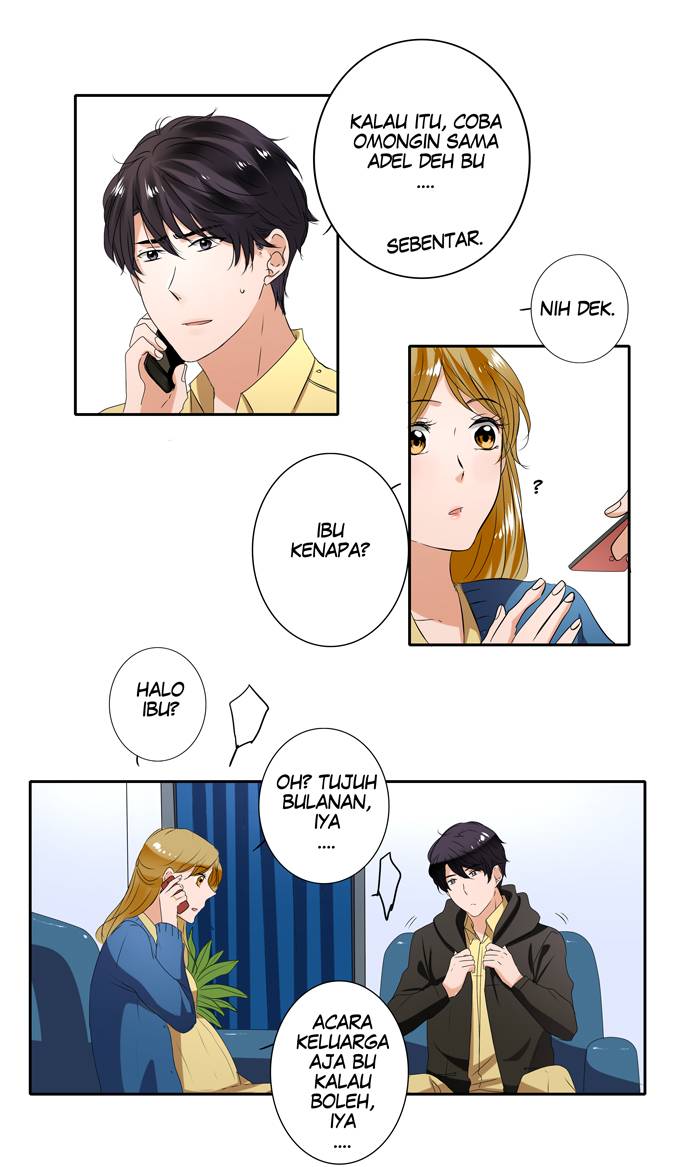 KALAU ITU, COBA
OMONGIN SAMA
ADEL DEH BU
....
SEBENTAR.
NIH DEK.
?
IBU
KENAPA?
HALO
IBU?
OH? TUJUH
BULANAN,
IYA
....
ACARA
KELUARGA
AJA BU
KALAU
BOLEH,
IYA
....